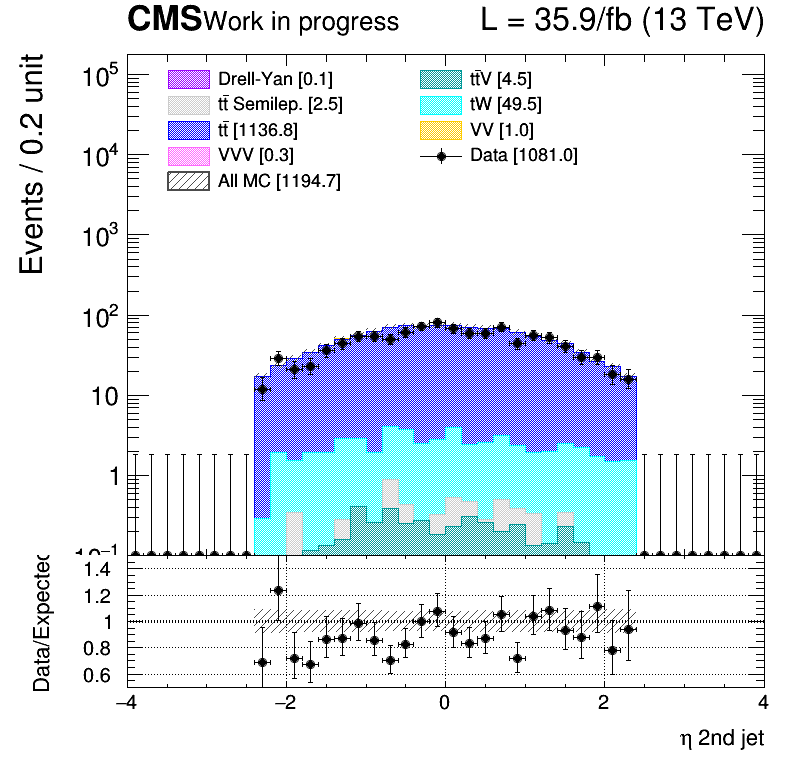 CMS Work in progress L = 35.9/fb (13 TeV)
Events / 0.2 unit
Drell-Yan [0.1]
tt̄ Semilep. [2.5]
tt̄ [1136.8]
VVV [0.3]
All MC [1194.7]
tt̄V [4.5]
tW [49.5]
VV [1.0]
Data [1081.0]
10⁵
10⁴
10³
10²
10
1
Data/Expected
1.4
1.2
1
0.8
0.6
−4 −2 0 2 4
η 2nd jet